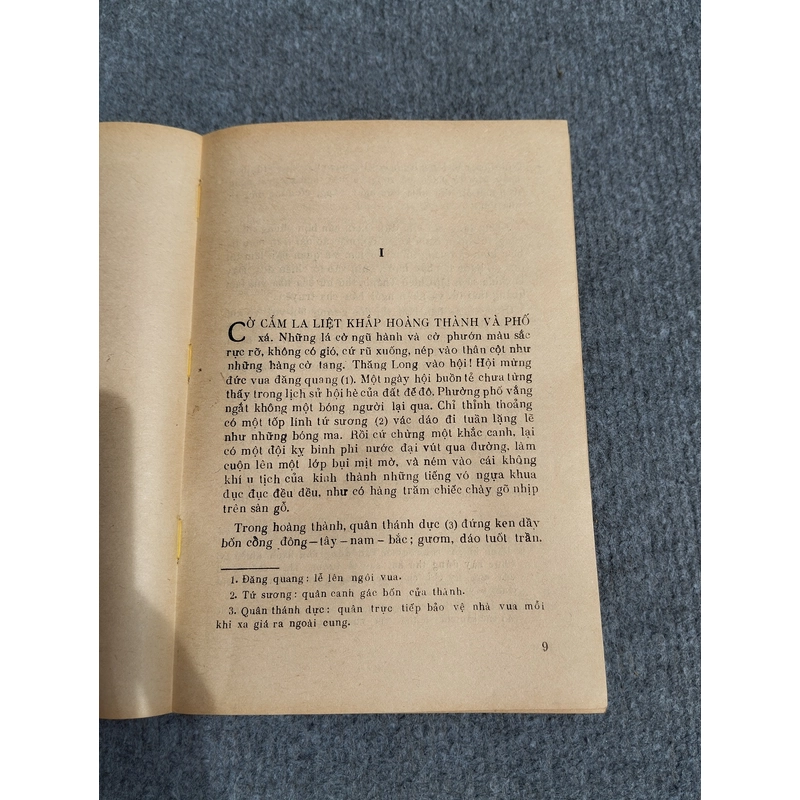 I
CỜ CẮM LA LIỆT KHẮP HOÀNG THÀNH VÀ PHỐ
xá. Những lá cờ ngũ hành và cờ phướn màu sắc
rực rỡ, không có gió, cứ rũ xuống, nép vào thân cột như
những hàng cờ tang. Thăng Long vào hội! Hội mừng
đức vua đăng quang (1). Một ngày hội buồn tẻ chưa từng
thấy trong lịch sử hội hè của đất đế đô. Phường phố vắng
ngắt không một bóng người lại qua. Chỉ thỉnh thoảng
có một tốp lính tứ sương (2) vác dáo đi tuần lặng lẽ
như những bóng ma. Rồi cứ chừng một khắc canh, lại
có một đội kỵ binh phi nước đại vút qua đường, làm
cuộn lên một lớp bụi mịt mờ, và ném vào cái không
khí u tịch của kinh thành những tiếng vó ngựa khua
dục đục đều đều, như có hàng trăm chiếc chày gõ nhịp
trên sàn gỗ.
Trong hoàng thành, quân thánh dực (3) đứng ken dầy
bốn cổng đông—tây—nam—bắc; gươm, dáo tuốt trần.
1. Đăng quang: lễ lên ngôi vua.
2. Tứ sương: quân canh gác bốn cửa thành.
3. Quân thánh dực: quân trực tiếp bảo vệ nhà vua mỗi
khi xa giá ra ngoài cung.
9